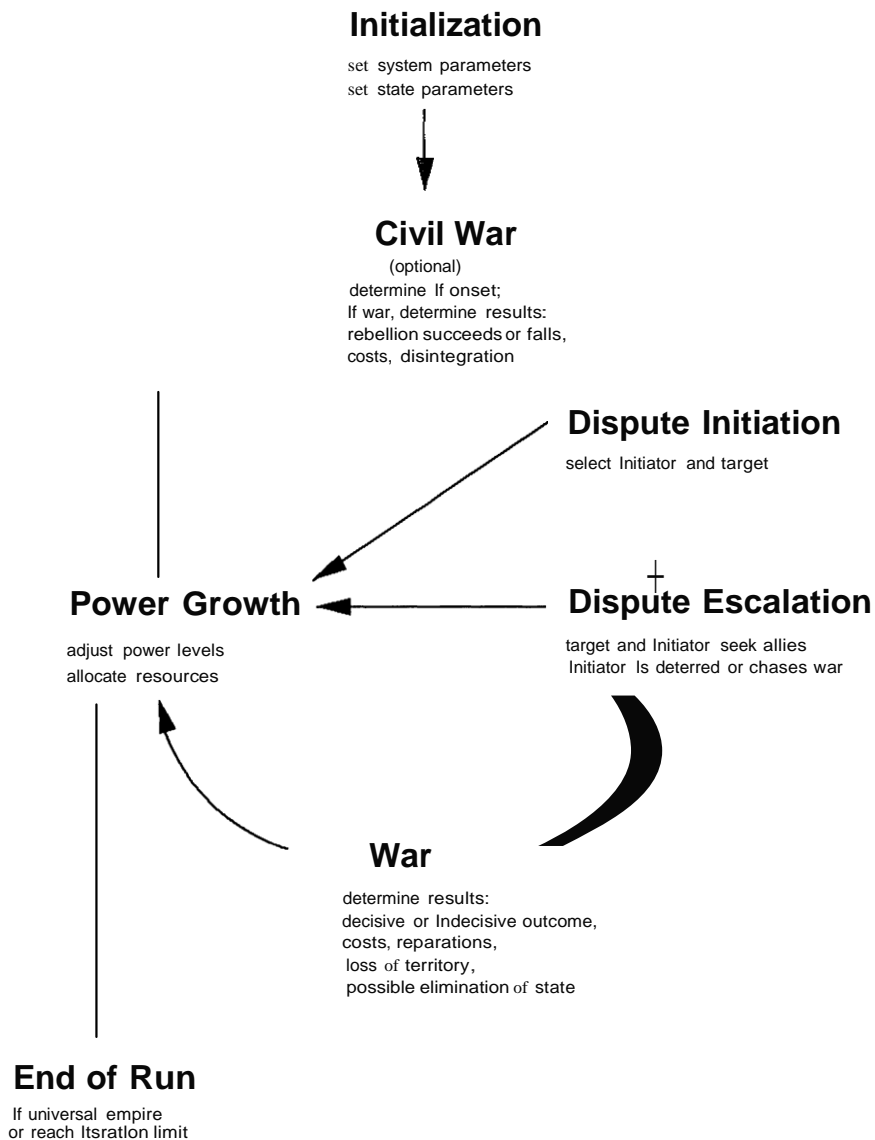 Initialization
set system parameters
set state parameters
Civil War
(optional)
determine If onset;
If war, determine results:
rebellion succeeds or falls,
costs, disintegration
Dispute Initiation
select Initiator and target
Power Growth
adjust power levels
allocate resources
Dispute Escalation
target and Initiator seek allies
Initiator Is deterred or chases war
War
determine results:
decisive or Indecisive outcome,
costs, reparations,
loss of territory,
possible elimination of state
End of Run
If universal empire
or reach Itsratlon limit